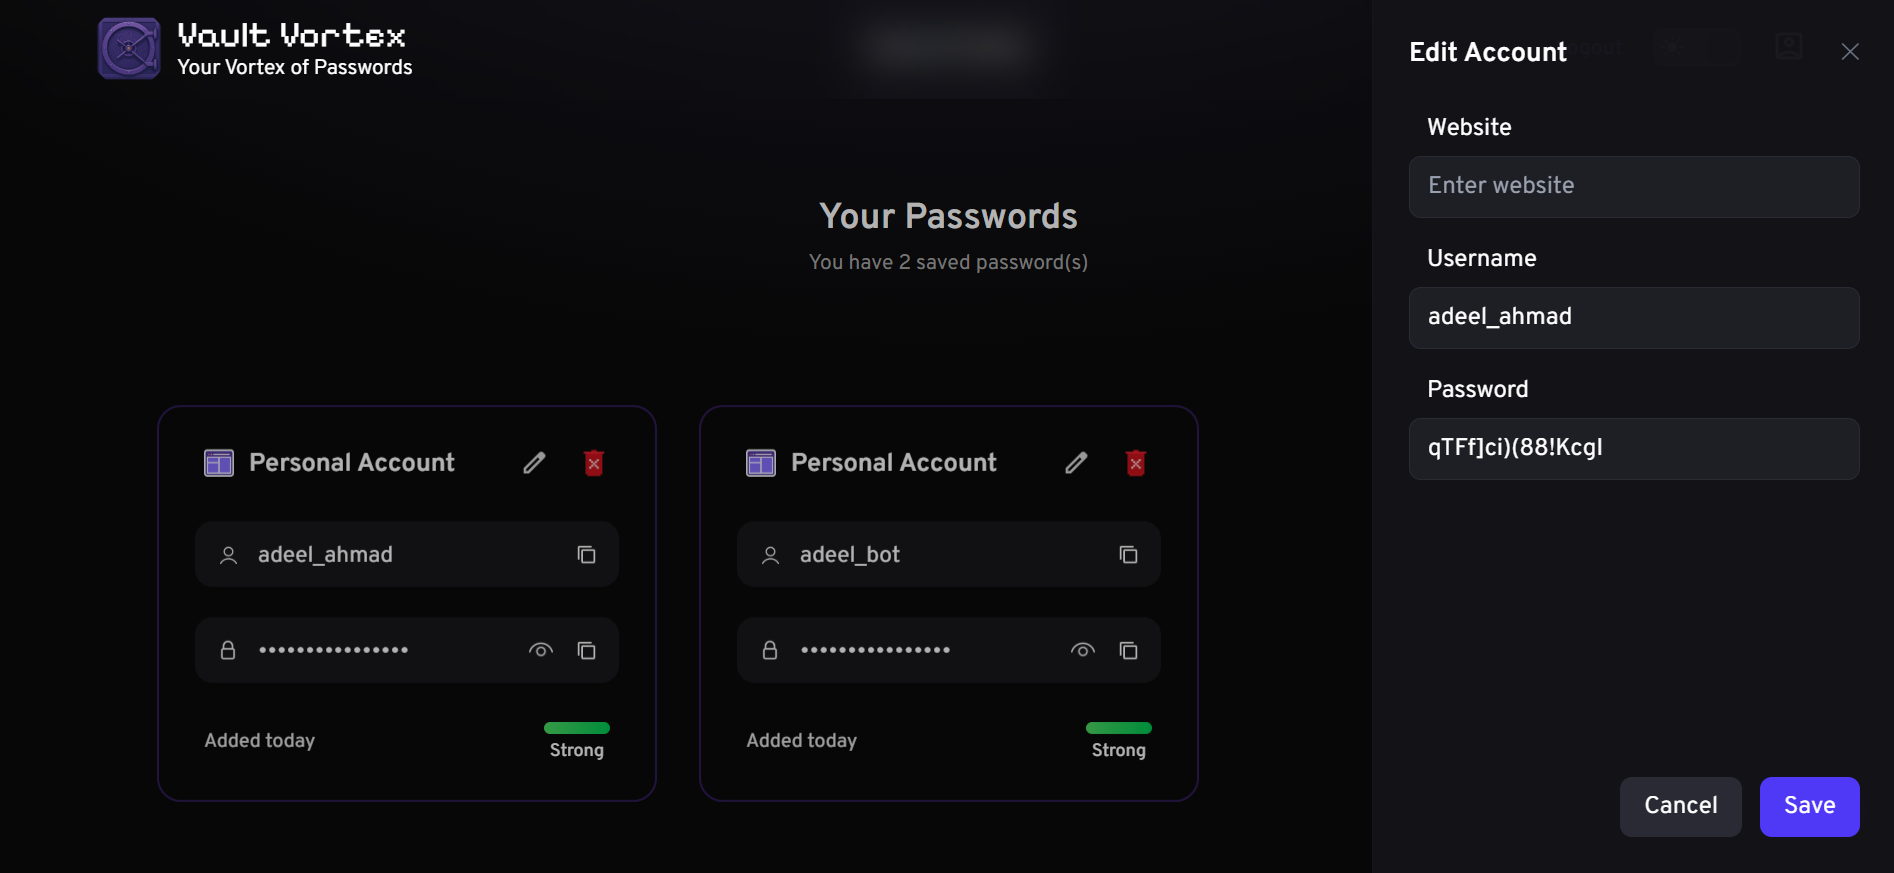 Vault Vortex
Your Vortex of Passwords
Your Passwords
You have 2 saved password(s)
Personal Account
adeel_ahmad
••••••••••••••••
Added today
Strong
Personal Account
adeel_bot
••••••••••••••••
Added today
Strong
Edit Account
Website
Enter website
Username
adeel_ahmad
Password
qTFf]ci)(88!KcgI
Cancel
Save